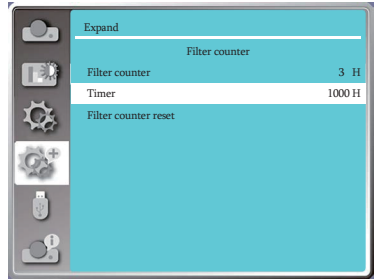 Expand
Filter counter
Filter counter 3 H
Timer 1000 H
Filter counter reset